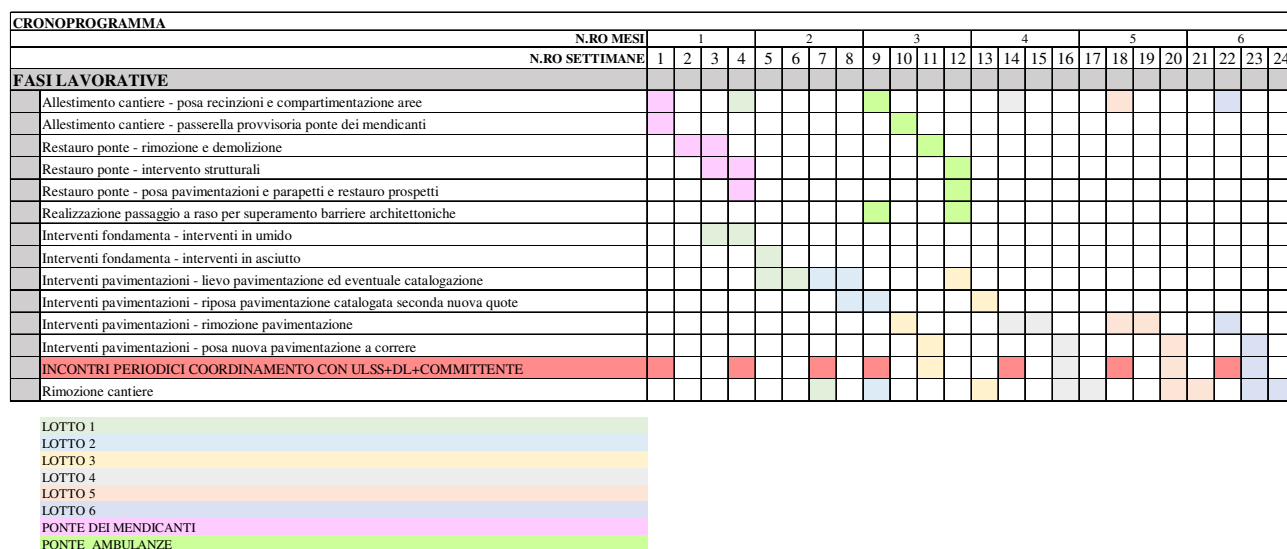 CRONOPROGRAMMA
N.RO MESI 1 2 3 4 5 6
N.RO SETTIMANE 1 2 3 4 5 6 7 8 9 10 11 12 13 14 15 16 17 18 19 20 21 22 23 24
FASI LAVORATIVE
Allestimento cantiere - posa recinzioni e compartimentazione aree
Allestimento cantiere - passerella provvisoria ponte dei mendicanti
Restauro ponte - rimozione e demolizione
Restauro ponte - intervento strutturali
Restauro ponte - posa pavimentazioni e parapetti e restauro prospetti
Realizzazione passaggio a raso per superamento barriere architettoniche
Interventi fondamenta - interventi in umido
Interventi fondamenta - interventi in asciutto
Interventi pavimentazioni - lievo pavimentazione ed eventuale catalogazione
Interventi pavimentazioni - riposa pavimentazione catalogata seconda nuova quote
Interventi pavimentazioni - rimozione pavimentazione
Interventi pavimentazioni - posa nuova pavimentazione a correre
INCONTRI PERIODICI COORDINAMENTO CON ULSS+DL+COMMITTENTE
Rimozione cantiere
LOTTO 1
LOTTO 2
LOTTO 3
LOTTO 4
LOTTO 5
LOTTO 6
PONTE DEI MENDICANTI
PONTE AMBULANZE